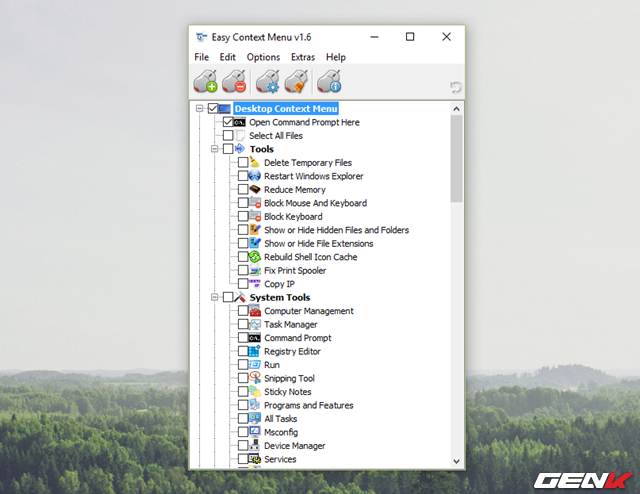 Easy Context Menu v1.6
File Edit Options Extras Help
Desktop Context Menu
Open Command Prompt Here
Select All Files
Tools
Delete Temporary Files
Restart Windows Explorer
Reduce Memory
Block Mouse And Keyboard
Block Keyboard
Show or Hide Hidden Files and Folders
Show or Hide File Extensions
Rebuild Shell Icon Cache
Fix Print Spooler
Copy IP
System Tools
Computer Management
Task Manager
Command Prompt
Registry Editor
Run
Snipping Tool
Sticky Notes
Programs and Features
All Tasks
Msconfig
Device Manager
Services
GENK